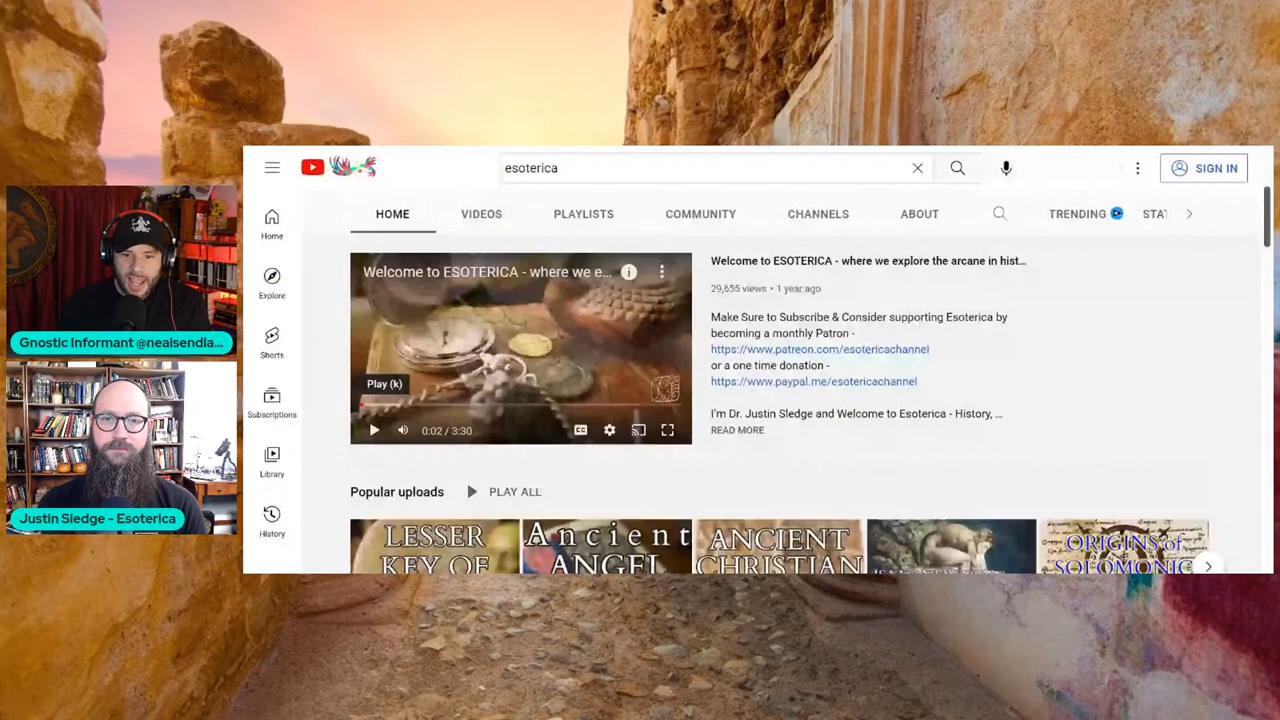 esoterica
SIGN IN
HOME
VIDEOS
PLAYLISTS
COMMUNITY
CHANNELS
ABOUT
TRENDING
STAT
Home
Explore
Shorts
Subscriptions
Library
History
Welcome to ESOTERICA - where we e...
Play (k)
0:02 / 3:30
Welcome to ESOTERICA - where we explore the arcane in hist...
29,655 views • 1 year ago
Make Sure to Subscribe & Consider supporting Esoterica by
becoming a monthly Patron -
https://www.patreon.com/esotericachannel
or a one time donation -
https://www.paypal.me/esotericachannel
I'm Dr. Justin Sledge and Welcome to Esoterica - History, ...
READ MORE
Gnostic Informant @nealsendla...
Justin Sledge - Esoterica
Popular uploads
PLAY ALL
LESSER
KEY OF
Ancient
ANGEL
ANCIENT
CHRISTIAN
ORIGINS of
SOLOMONIC